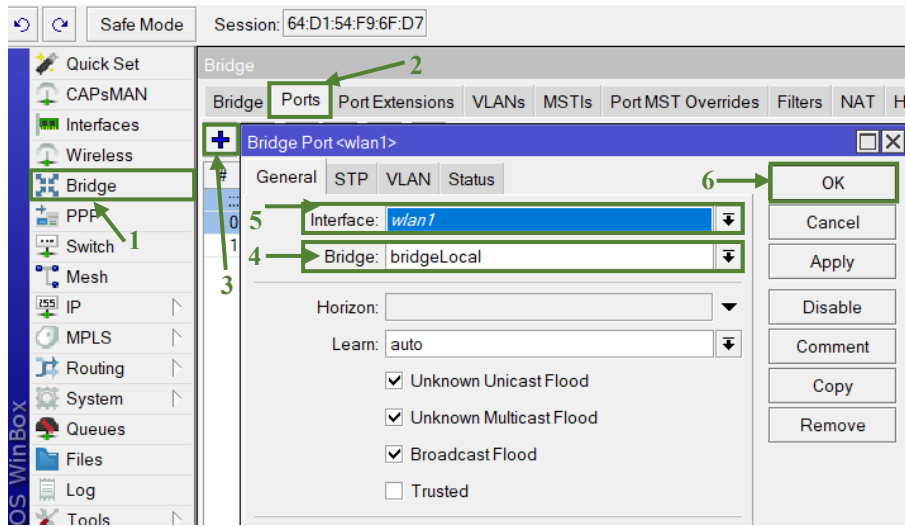 Safe Mode Session: 64:D1:54:F9:6F:D7
Quick Set
CAPsMAN
Interfaces
Wireless
Bridge
PPP
Switch
Mesh
255 IP
MPLS
Routing
System
Queues
Files
Log
Tools
OS WinBox
Bridge
2
Bridge Ports Port Extensions VLANs MSTIs Port MST Overrides Filters NAT H
Bridge Port <wlan1>
#
0
1
General STP VLAN Status
5 Interface: wlan1
4 Bridge: bridgeLocal
Horizon:
Learn: auto
Unknown Unicast Flood
Unknown Multicast Flood
Broadcast Flood
Trusted
6 OK
Cancel
Apply
Disable
Comment
Copy
Remove
1
3